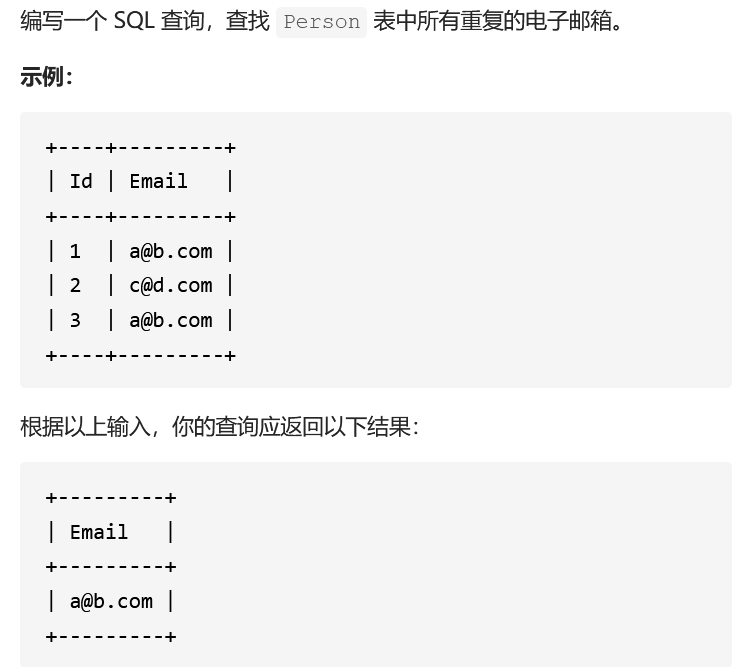 编写一个 SQL 查询，查找 Person 表中所有重复的电子邮箱。
示例：
+----+---------+
| Id | Email   |
+----+---------+
| 1  | a@b.com |
| 2  | c@d.com |
| 3  | a@b.com |
+----+---------+
根据以上输入，你的查询应返回以下结果：
+---------+
| Email   |
+---------+
| a@b.com |
+---------+